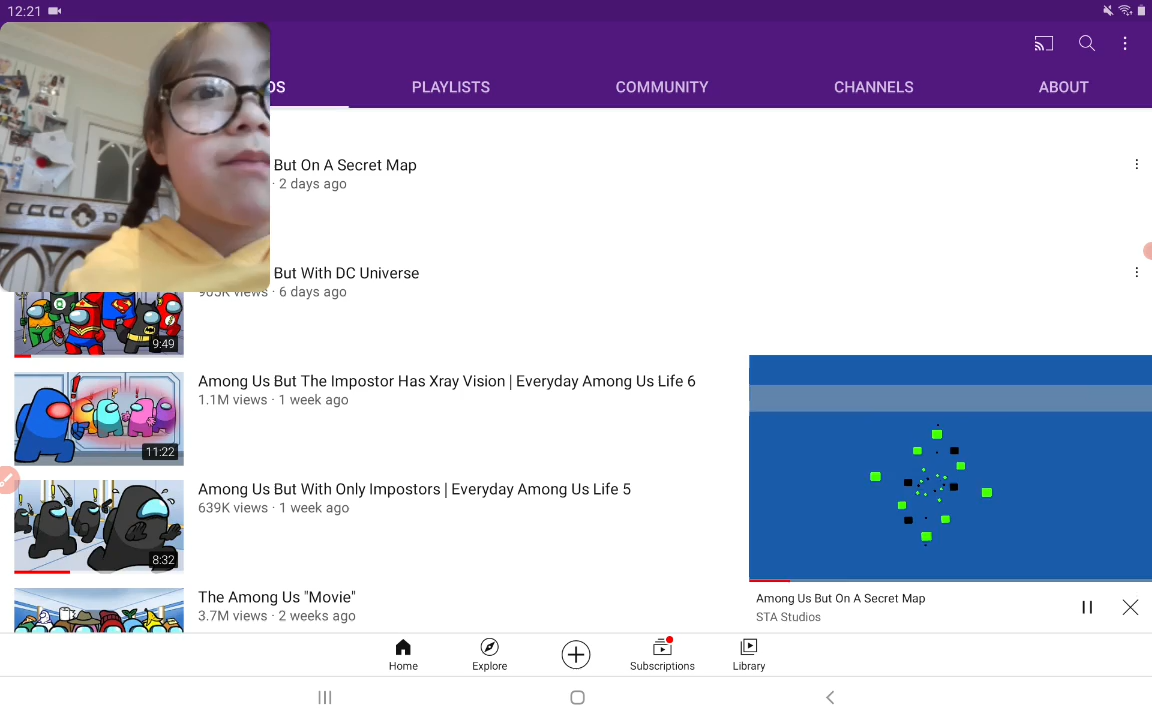 12:21
OS
PLAYLISTS
COMMUNITY
CHANNELS
ABOUT
But On A Secret Map
· 2 days ago
But With DC Universe
905K views · 6 days ago
9:49
Among Us But The Impostor Has Xray Vision | Everyday Among Us Life 6
1.1M views · 1 week ago
11:22
Among Us But With Only Impostors | Everyday Among Us Life 5
639K views · 1 week ago
8:32
The Among Us "Movie"
3.7M views · 2 weeks ago
Among Us But On A Secret Map
STA Studios
Home
Explore
Subscriptions
Library